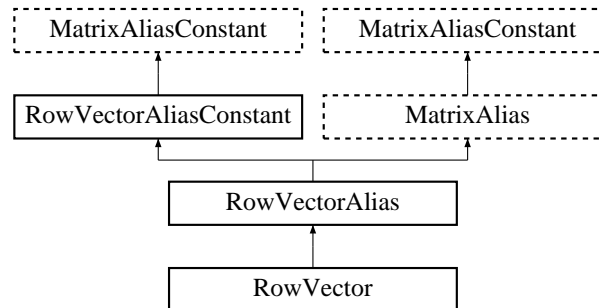 MatrixAliasConstant
MatrixAliasConstant
RowVectorAliasConstant
MatrixAlias
RowVectorAlias
RowVector